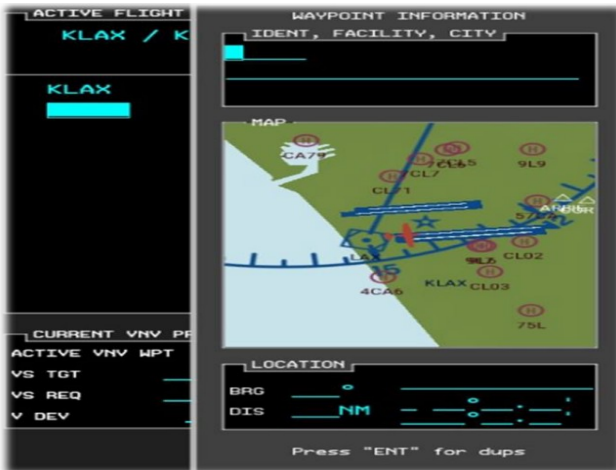 ACTIVE FLIGHT
KLAX / K
KLAX
CURRENT VNV PR
ACTIVE VNV WPT
VS TGT
VS REQ
V DEV
WAYPOINT INFORMATION
IDENT, FACILITY, CITY
MAP
CA79
CL71
9L9
LAX
15
12
CL02
4CA6
KLAX
CL03
75L
LOCATION
BRG °
DIS NM
Press "ENT" for dups